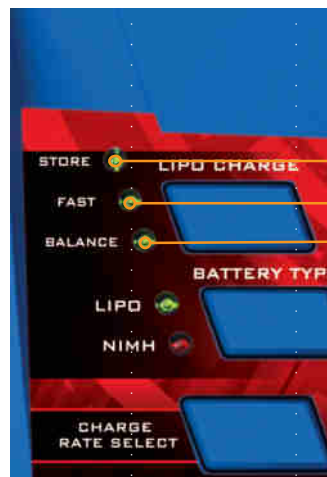 STORE
LIPO CHARGE
FAST
BALANCE
BATTERY TYP
LIPO
NIMH
CHARGE
RATE SELECT